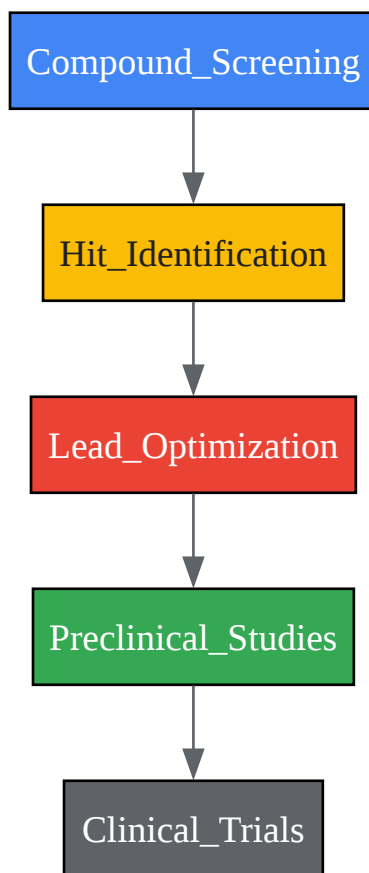 Compound_Screening
Hit_Identification
Lead_Optimization
Preclinical_Studies
Clinical_Trials